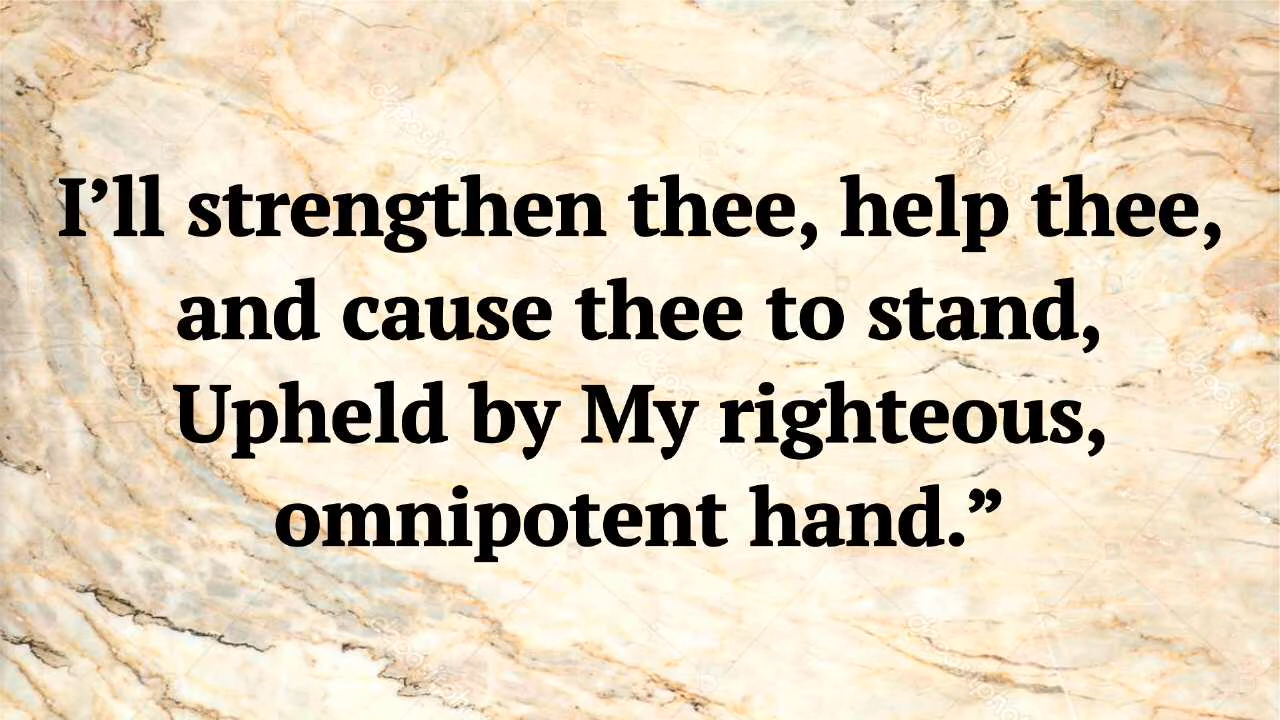 I’ll strengthen thee, help thee,
and cause thee to stand,
Upheld by My righteous,
omnipotent hand.”